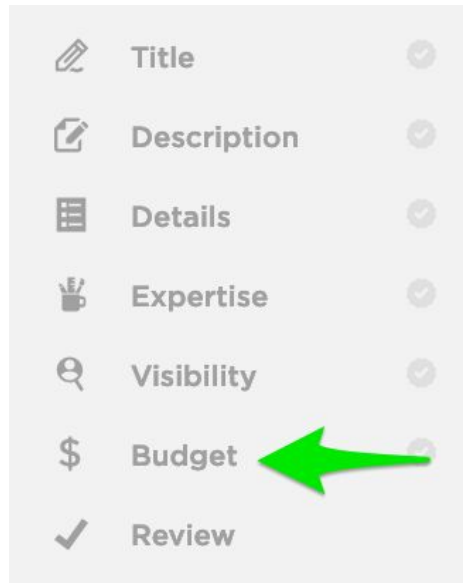 Title
Description
Details
Expertise
Visibility
$ Budget
Review